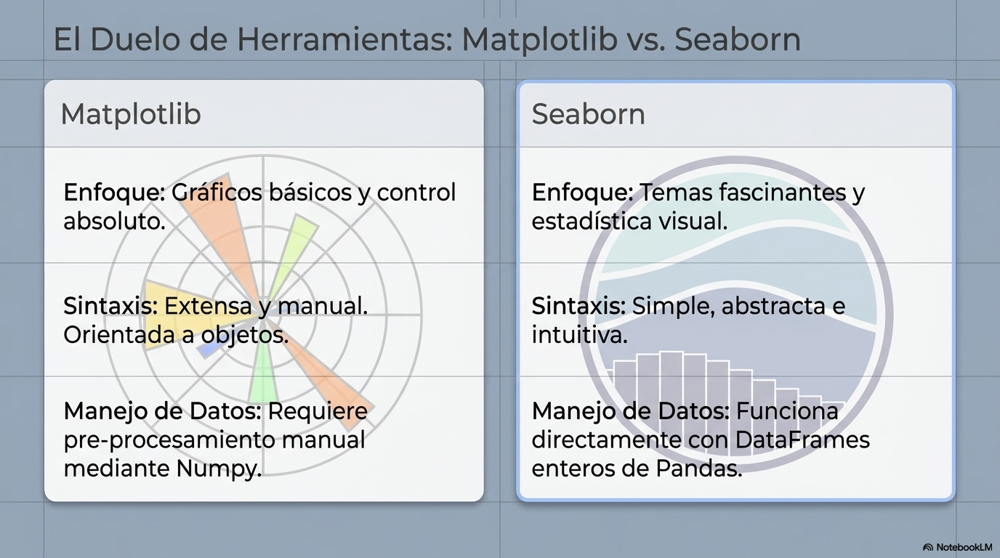 El Duelo de Herramientas: Matplotlib vs. Seaborn
Matplotlib
Enfoque: Gráficos básicos y control
absoluto.
Sintaxis: Extensa y manual.
Orientada a objetos.
Manejo de Datos: Requiere
pre-procesamiento manual
mediante Numpy.
Seaborn
Enfoque: Temas fascinantes y
estadística visual.
Sintaxis: Simple, abstracta e
intuitiva.
Manejo de Datos: Funciona
directamente con DataFrames
enteros de Pandas.
NotebookLM